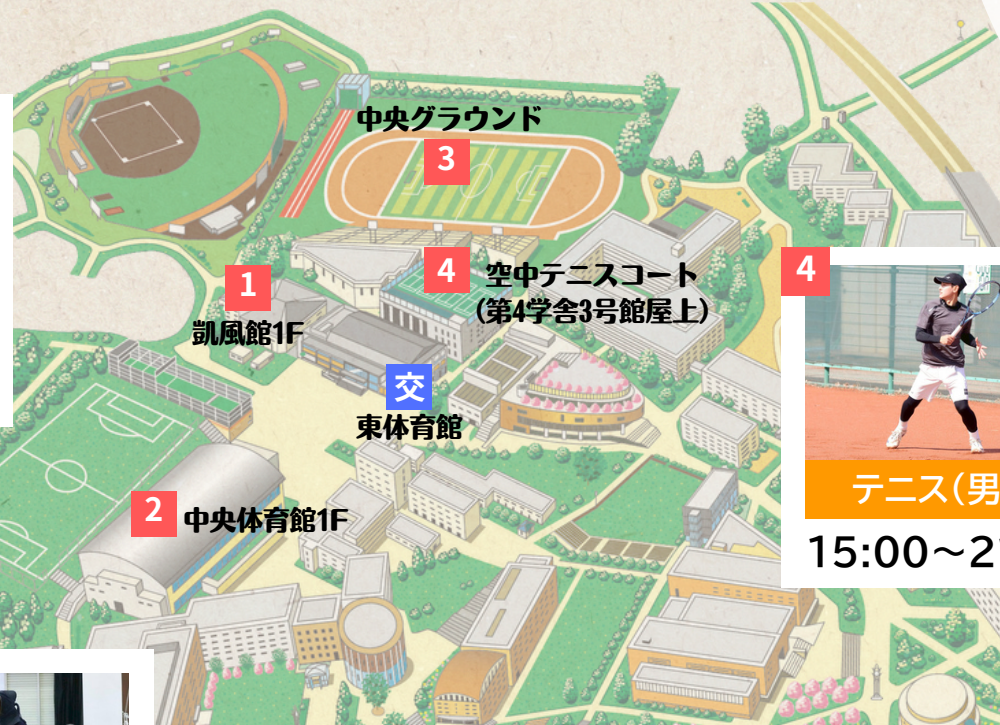 中央グラウンド
3
1
凱風館1F
4
空中テニスコート
(第4学舎3号館屋上)
交
東体育館
2
中央体育館1F
4
テニス(男
15:00～2